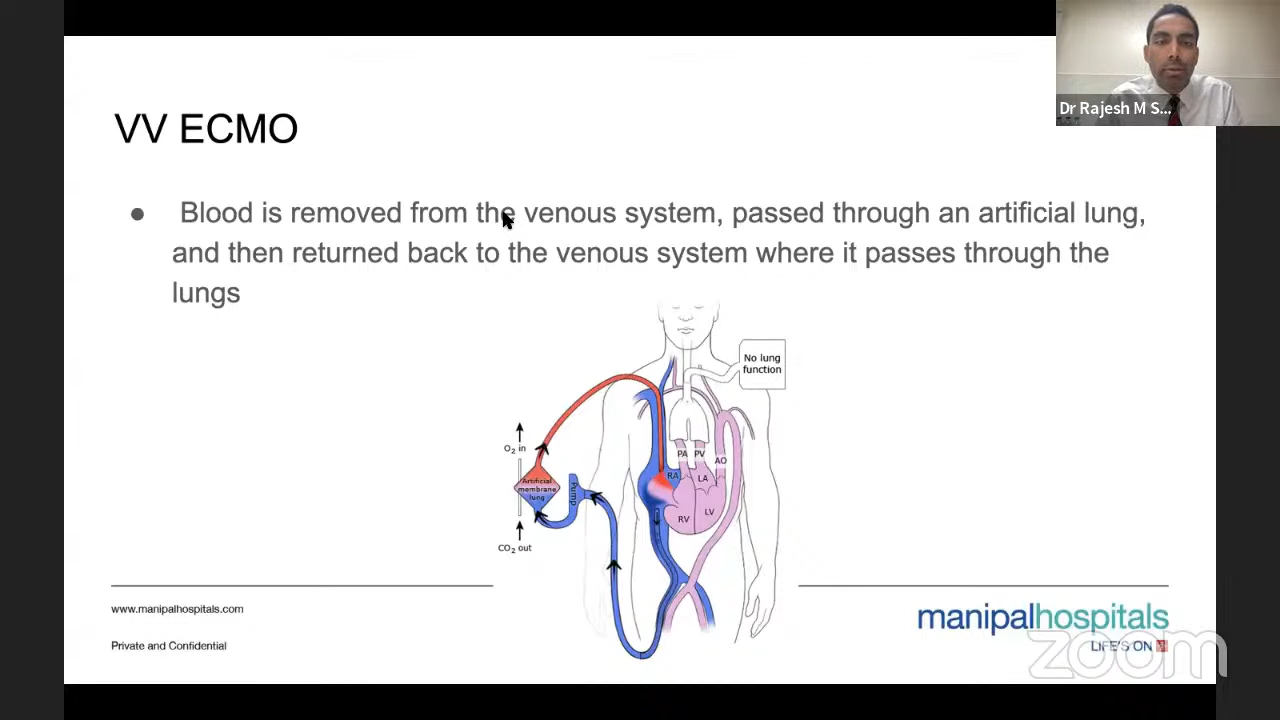 Dr Rajesh M S...
VV ECMO
● Blood is removed from the venous system, passed through an artificial lung,
and then returned back to the venous system where it passes through the
lungs
No lung
function
O₂ in
PA PV
AO
RA
LA
Artificial
membrane
lung
Pump
LV
RV
CO₂ out
www.manipalhospitals.com
manipalhospitals
Private and Confidential
LIFE'S ON
zoom